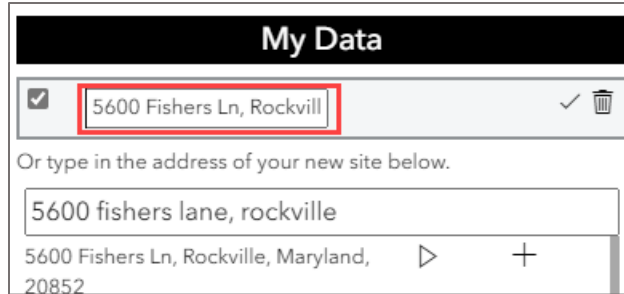 My Data
5600 Fishers Ln, Rockvill
Or type in the address of your new site below.
5600 fishers lane, rockville
5600 Fishers Ln, Rockville, Maryland,
20852